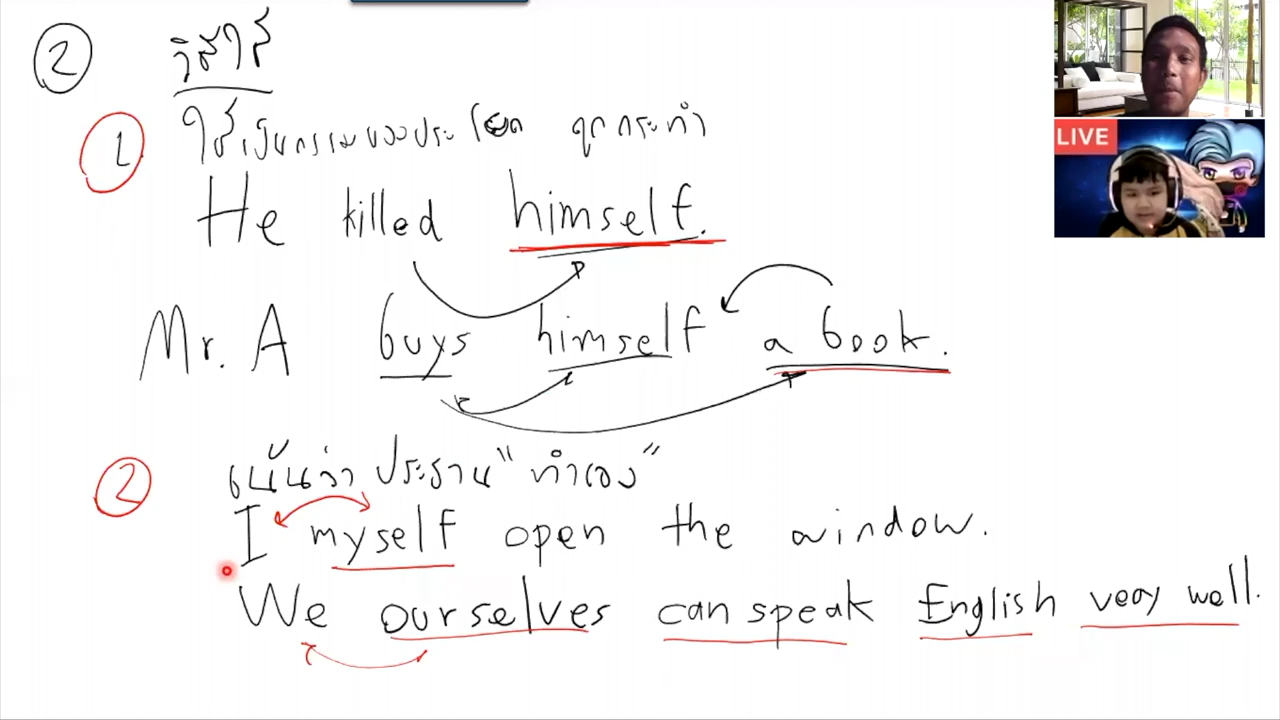 2 วิธีใช้
1 ใช้เป็นกรรมของประโยค ถูกกระทำ
He killed himself.
Mr. A buys himself a book.
2 เน้นว่า ประธาน "ทำเอง"
I myself open the window.
We ourselves can speak English very well.
LIVE